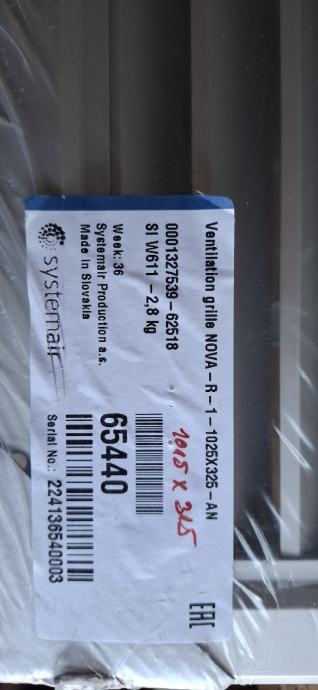 Ventilation grille NOVA-R-1-1025X325-AN
0001327539-62518
SI W611 - 2,8 kg
1015 x 315
Week: 36
Systemair Production a.s.
Made in Slovakia
65440
systemair
Serial No.: 224136540003
EAC